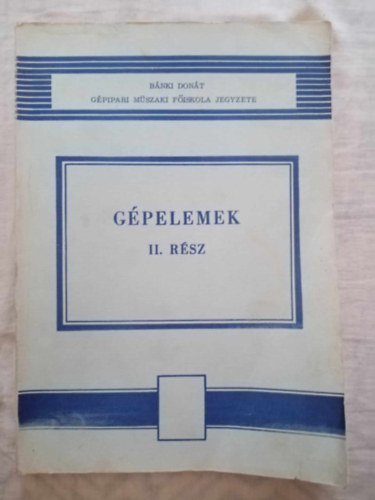 BÁNKI DONÁT
GÉPIPARI MŰSZAKI FŐISKOLA JEGYZETE
GÉPELEMEK
II. RÉSZ